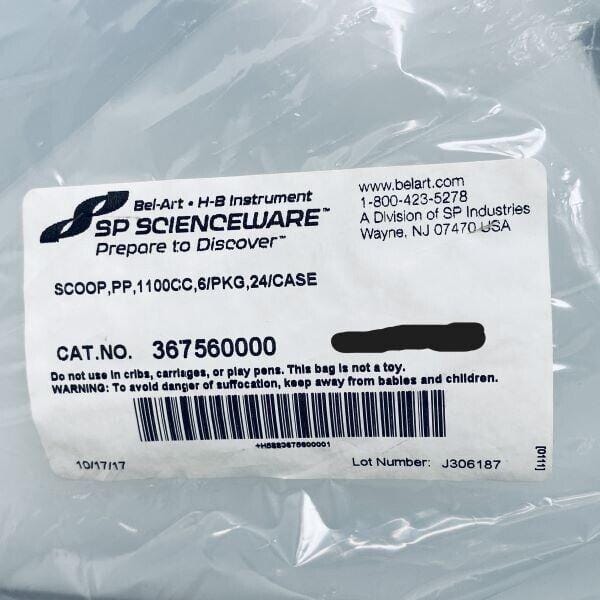 Bel-Art • H-B Instrument
SP SCIENCEWARE™
Prepare to Discover™
www.belart.com
1-800-423-5278
A Division of SP Industries
Wayne, NJ 07470 USA
SCOOP,PP,1100CC,6/PKG,24/CASE
CAT.NO. 367560000
Do not use in cribs, carriages, or play pens. This bag is not a toy.
WARNING: To avoid danger of suffocation, keep away from babies and children.
10/17/17
Lot Number: J306187
[0111]